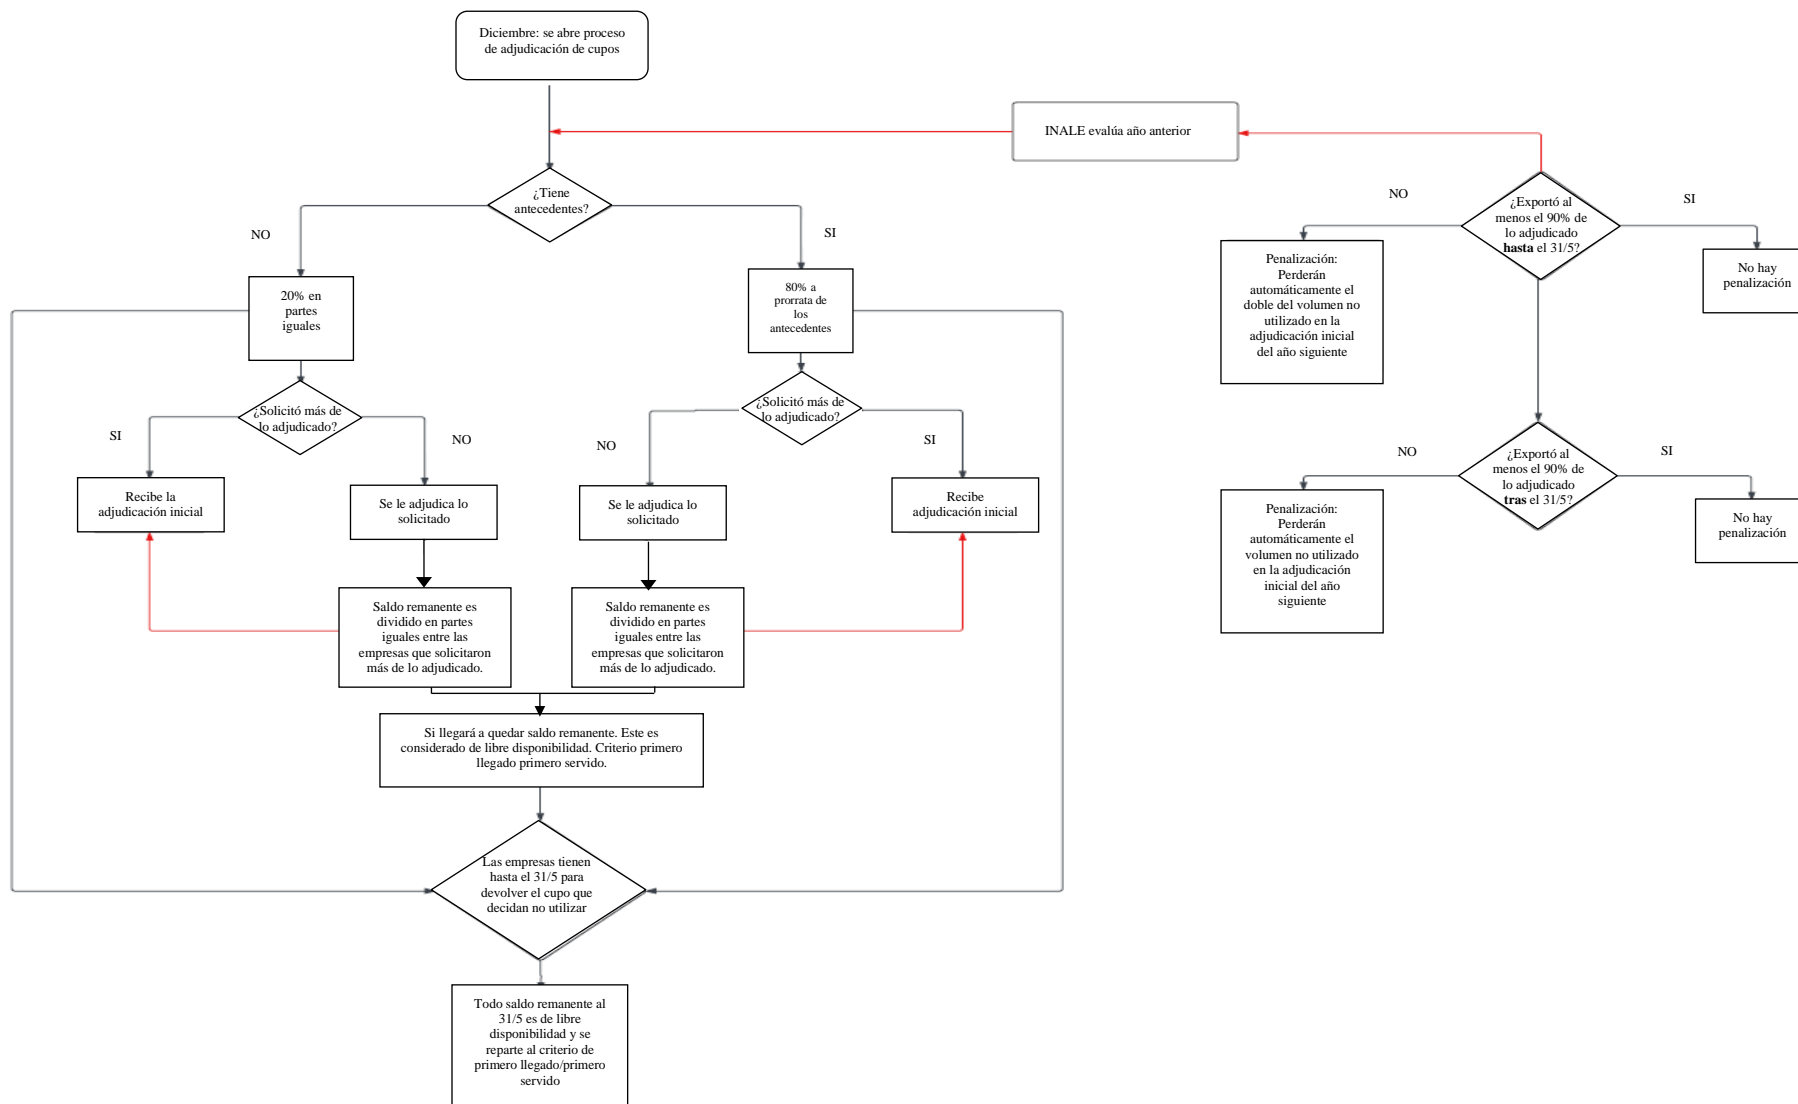 Diciembre: se abre proceso
de adjudicación de cupos
INALE evalúa año anterior
¿Tiene
antecedentes?
NO
SI
20% en
partes
iguales
80% a
prorrata de
los
antecedentes
¿Solicitó más de
lo adjudicado?
SI
NO
¿Solicitó más de
lo adjudicado?
NO
SI
Recibe la
adjudicación inicial
Se le adjudica lo
solicitado
Se le adjudica lo
solicitado
Recibe
adjudicación inicial
Saldo remanente es
dividido en partes
iguales entre las
empresas que solicitaron
más de lo adjudicado.
Saldo remanente es
dividido en partes
iguales entre las
empresas que solicitaron
más de lo adjudicado.
Si llegará a quedar saldo remanente. Este es
considerado de libre disponibilidad. Criterio primero
llegado primero servido.
Las empresas tienen
hasta el 31/5 para
devolver el cupo que
decidan no utilizar
Todo saldo remanente al
31/5 es de libre
disponibilidad y se
reparte al criterio de
primero llegado/primero
servido
¿Exportó al
menos el 90% de
lo adjudicado
hasta el 31/5?
NO
SI
Penalización:
Perderán
automáticamente el
doble del volumen no
utilizado en la
adjudicación inicial
del año siguiente
No hay
penalización
¿Exportó al
menos el 90% de
lo adjudicado
tras el 31/5?
NO
SI
Penalización:
Perderán
automáticamente el
volumen no utilizado
en la adjudicación
inicial del año
siguiente
No hay
penalización